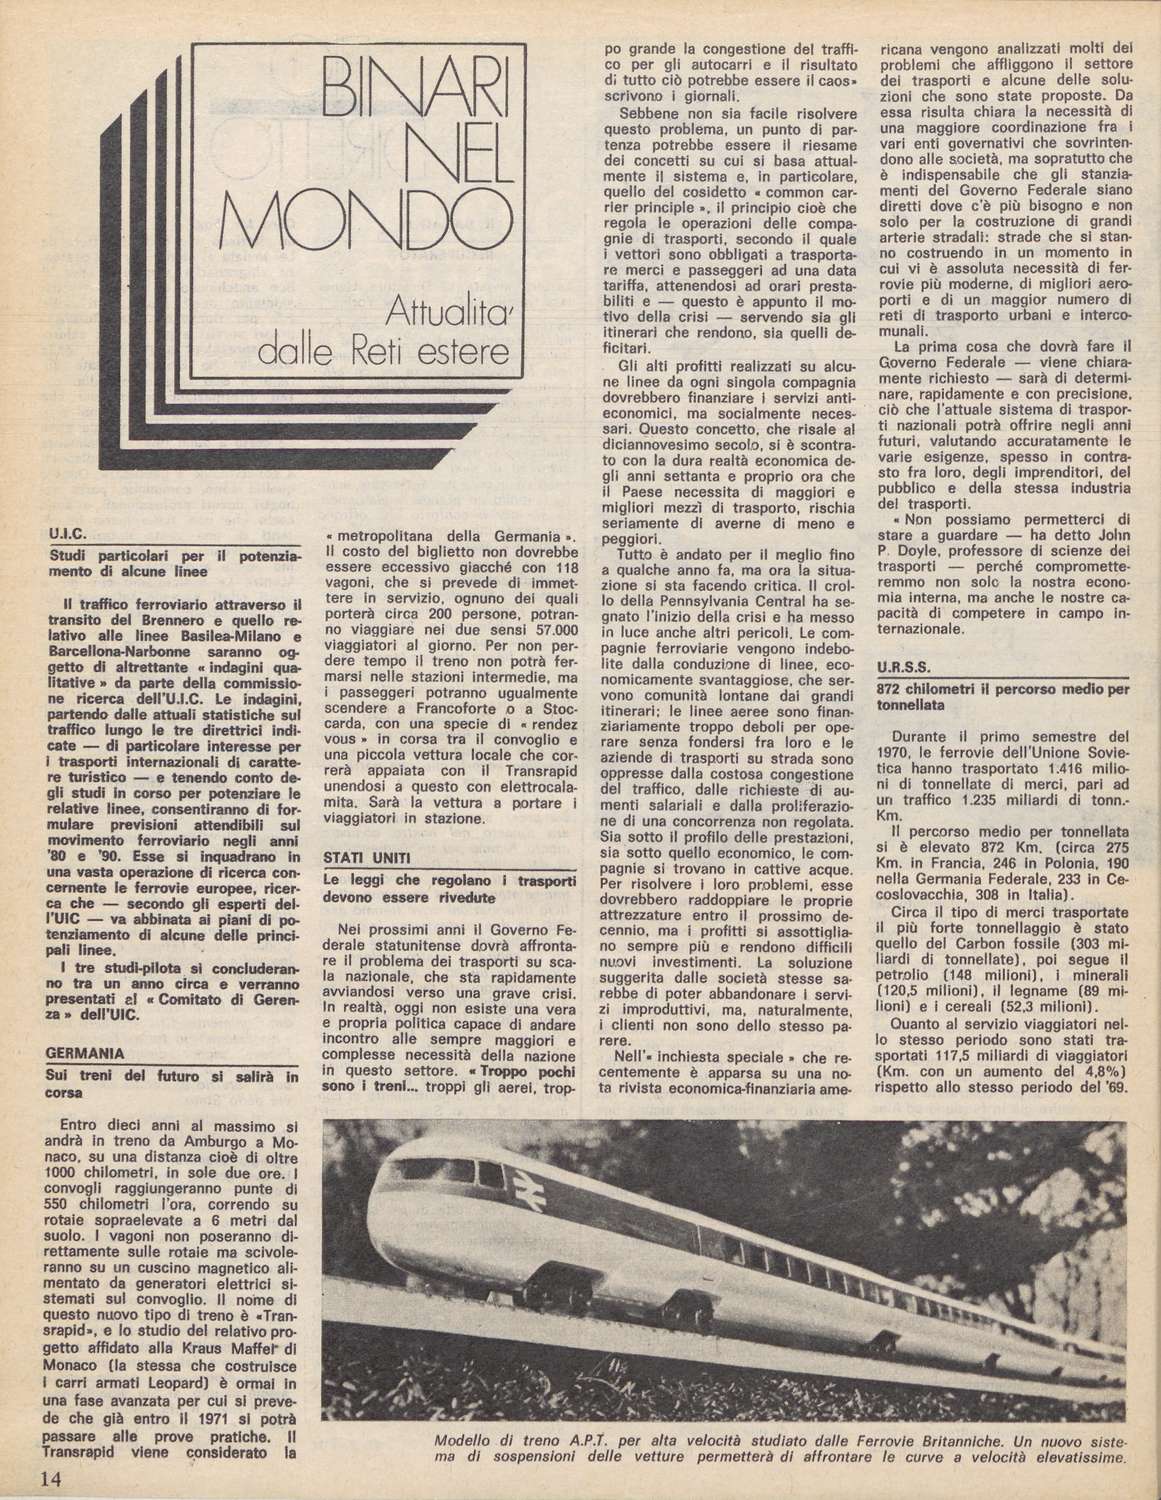 BINARI
NEL
MONDO
Attualita'
dalle Reti estere
U.I.C.
Studi particolari per il potenzia-
mento di alcune linee
Il traffico ferroviario attraverso il
transito del Brennero e quello re-
lativo alle linee Basilea-Milano e
Barcellona-Narbonne saranno og-
getto di altrettante « indagini qua-
litative » da parte della commissio-
ne ricerca dell'U.I.C. Le indagini,
partendo dalle attuali statistiche sul
traffico lungo le tre direttrici indi-
cate — di particolare interesse per
i trasporti internazionali di caratte-
re turistico — e tenendo conto de-
gli studi in corso per potenziare le
relative linee, consentiranno di for-
mulare previsioni attendibili sul
movimento ferroviario negli anni
'80 e '90. Esse si inquadrano in
una vasta operazione di ricerca con-
cernente le ferrovie europee, ricer-
ca che — secondo gli esperti del-
l'UIC — va abbinata ai piani di po-
tenziamento di alcune delle princi-
pali linee.
I tre studi-pilota si concluderan-
no tra un anno circa e verranno
presentati al « Comitato di Geren-
za » dell'UIC.
GERMANIA
Sui treni del futuro si salirà in
corsa
Entro dieci anni al massimo si
andrà in treno da Amburgo a Mo-
naco, su una distanza cioè di oltre
1000 chilometri, in sole due ore. I
convogli raggiungeranno punte di
550 chilometri l'ora, correndo su
rotaie sopraelevate a 6 metri dal
suolo. I vagoni non poseranno di-
rettamente sulle rotaie ma scivole-
ranno su un cuscino magnetico ali-
mentato da generatori elettrici si-
stemati sul convoglio. Il nome di
questo nuovo tipo di treno è «Tran-
srapid», e lo studio del relativo pro-
getto affidato alla Kraus Maffei di
Monaco (la stessa che costruisce
i carri armati Leopard) è ormai in
una fase avanzata per cui si preve-
de che già entro il 1971 si potrà
passare alle prove pratiche. Il
Transrapid viene considerato la
« metropolitana della Germania ».
Il costo del biglietto non dovrebbe
essere eccessivo giacché con 118
vagoni, che si prevede di immet-
tere in servizio, ognuno dei quali
porterà circa 200 persone, potran-
no viaggiare nei due sensi 57.000
viaggiatori al giorno. Per non per-
dere tempo il treno non potrà fer-
marsi nelle stazioni intermedie, ma
i passeggeri potranno ugualmente
scendere a Francoforte o a Stoc-
carda, con una specie di « rendez
vous » in corsa tra il convoglio e
una piccola vettura locale che cor-
rerà appaiata con il Transrapid
unendosi a questo con elettrocala-
mita. Sarà la vettura a portare i
viaggiatori in stazione.
STATI UNITI
Le leggi che regolano i trasporti
devono essere rivedute
Nei prossimi anni il Governo Fe-
derale statunitense dovrà affronta-
re il problema dei trasporti su sca-
la nazionale, che sta rapidamente
avviandosi verso una grave crisi.
In realtà, oggi non esiste una vera
e propria politica capace di andare
incontro alle sempre maggiori e
complesse necessità della nazione
in questo settore. « Troppo pochi
sono i treni... troppi gli aerei, trop-
po grande la congestione del traffi-
co per gli autocarri e il risultato
di tutto ciò potrebbe essere il caos»
scrivono i giornali.
Sebbene non sia facile risolvere
questo problema, un punto di par-
tenza potrebbe essere il riesame
dei concetti su cui si basa attual-
mente il sistema e, in particolare,
quello del cosidetto « common car-
rier principle », il principio cioè che
regola le operazioni delle compa-
gnie di trasporti, secondo il quale
i vettori sono obbligati a trasporta-
re merci e passeggeri ad una data
tariffa, attenendosi ad orari presta-
biliti e — questo è appunto il mo-
tivo della crisi — servendo sia gli
itinerari che rendono, sia quelli de-
ficitari.
Gli alti profitti realizzati su alcu-
ne linee da ogni singola compagnia
dovrebbero finanziare i servizi anti-
economici, ma socialmente neces-
sari. Questo concetto, che risale al
diciannovesimo secolo, si è scontra-
to con la dura realtà economica de-
gli anni settanta e proprio ora che
il Paese necessita di maggiori e
migliori mezzi di trasporto, rischia
seriamente di averne di meno e
peggiori.
Tutto è andato per il meglio fino
a qualche anno fa, ma ora la situa-
zione si sta facendo critica. Il crol-
lo della Pennsylvania Central ha se-
gnato l'inizio della crisi e ha messo
in luce anche altri pericoli. Le com-
pagnie ferroviarie vengono indebo-
lite dalla conduzione di linee, eco-
nomicamente svantaggiose, che ser-
vono comunità lontane dai grandi
itinerari; le linee aeree sono finan-
ziariamente troppo deboli per ope-
rare senza fondersi fra loro e le
aziende di trasporti su strada sono
oppresse dalla costosa congestione
del traffico, dalle richieste di au-
menti salariali e dalla proliferazio-
ne di una concorrenza non regolata.
Sia sotto il profilo delle prestazioni,
sia sotto quello economico, le com-
pagnie si trovano in cattive acque.
Per risolvere i loro problemi, esse
dovrebbero raddoppiare le proprie
attrezzature entro il prossimo de-
cennio, ma i profitti si assottiglia-
no sempre più e rendono difficili
nuovi investimenti. La soluzione
suggerita dalle società stesse sa-
rebbe di poter abbandonare i servi-
zi improduttivi, ma, naturalmente,
i clienti non sono dello stesso pa-
rere.
Nell'« inchiesta speciale » che re-
centemente è apparsa su una no-
ta rivista economica-finanziaria ame-
ricana vengono analizzati molti dei
problemi che affliggono il settore
dei trasporti e alcune delle solu-
zioni che sono state proposte. Da
essa risulta chiara la necessità di
una maggiore coordinazione fra i
vari enti governativi che sovrinten-
dono alle società, ma sopratutto che
è indispensabile che gli stanzia-
menti del Governo Federale siano
diretti dove c'è più bisogno e non
solo per la costruzione di grandi
arterie stradali: strade che si stan-
no costruendo in un momento in
cui vi è assoluta necessità di fer-
rovie più moderne, di migliori aero-
porti e di un maggior numero di
reti di trasporto urbani e interco-
munali.
La prima cosa che dovrà fare il
Governo Federale — viene chiara-
mente richiesto — sarà di determi-
nare, rapidamente e con precisione,
ciò che l'attuale sistema di traspor-
ti nazionali potrà offrire negli anni
futuri, valutando accuratamente le
varie esigenze, spesso in contra-
sto fra loro, degli imprenditori, del
pubblico e della stessa industria
dei trasporti.
« Non possiamo permetterci di
stare a guardare — ha detto John
P. Doyle, professore di scienze dei
trasporti — perché compromette-
remmo non solo la nostra econo-
mia interna, ma anche le nostre ca-
pacità di competere in campo in-
ternazionale.
U.R.S.S.
872 chilometri il percorso medio per
tonnellata
Durante il primo semestre del
1970, le ferrovie dell'Unione Sovie-
tica hanno trasportato 1.416 milio-
ni di tonnellate di merci, pari ad
un traffico 1.235 miliardi di tonn.-
Km.
Il percorso medio per tonnellata
si è elevato 872 Km. (circa 275
Km. in Francia, 246 in Polonia, 190
nella Germania Federale, 233 in Ce-
coslovacchia, 308 in Italia).
Circa il tipo di merci trasportate
il più forte tonnellaggio è stato
quello del Carbon fossile (303 mi-
liardi di tonnellate), poi segue il
petrolio (148 milioni), i minerali
(120,5 milioni), il legname (89 mi-
lioni) e i cereali (52,3 milioni).
Quanto al servizio viaggiatori nel-
lo stesso periodo sono stati tra-
sportati 117,5 miliardi di viaggiatori
(Km. con un aumento del 4,8%)
rispetto allo stesso periodo del '69.
Modello di treno A.P.T. per alta velocità studiato dalle Ferrovie Britanniche. Un nuovo siste-
ma di sospensioni delle vetture permetterà di affrontare le curve a velocità elevatissime.
14